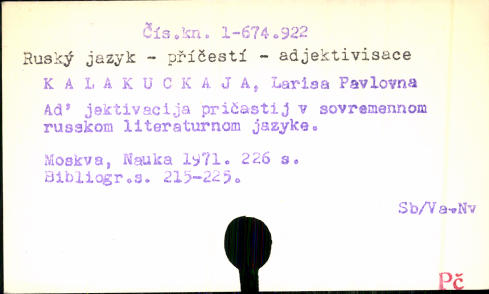 Čís.kn. 1-674.922
Ruský jazyk - příčestí - adjektivisace
K A L A K U C K A J A, Larisa Pavlovna
Ad' jektivacija pričastij v sovremennom
russkom literaturnom jazyke.
Moskva, Nauka 1971. 226 s.
Bibliogr.s. 215-225.
Sb/Va-Nv
Pč